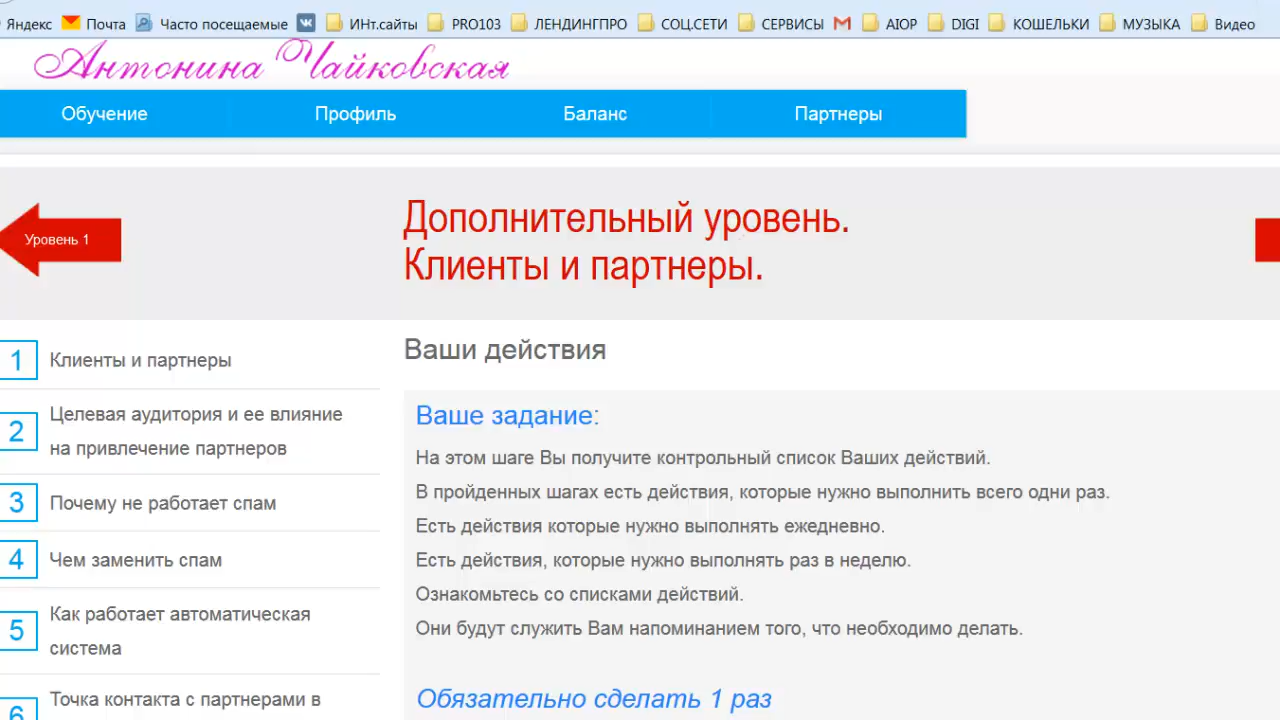 Яндекс Почта Часто посещаемые ИНт.сайты PRO103 ЛЕНДИНГПРО СОЦ.СЕТИ СЕРВИСЫ АІОР DIGI КОШЕЛЬКИ МУЗЫКА Видео
Антонина Чайковская
Обучение Профиль Баланс Партнеры
Уровень 1
Дополнительный уровень.
Клиенты и партнеры.
1 Клиенты и партнеры
2 Целевая аудитория и ее влияние
на привлечение партнеров
3 Почему не работает спам
4 Чем заменить спам
5 Как работает автоматическая
система
6 Точка контакта с партнерами в
Ваши действия
Ваше задание:
На этом шаге Вы получите контрольный список Ваших действий.
В пройденных шагах есть действия, которые нужно выполнить всего одни раз.
Есть действия которые нужно выполнять ежедневно.
Есть действия, которые нужно выполнять раз в неделю.
Ознакомьтесь со списками действий.
Они будут служить Вам напоминанием того, что необходимо делать.
Обязательно сделать 1 раз